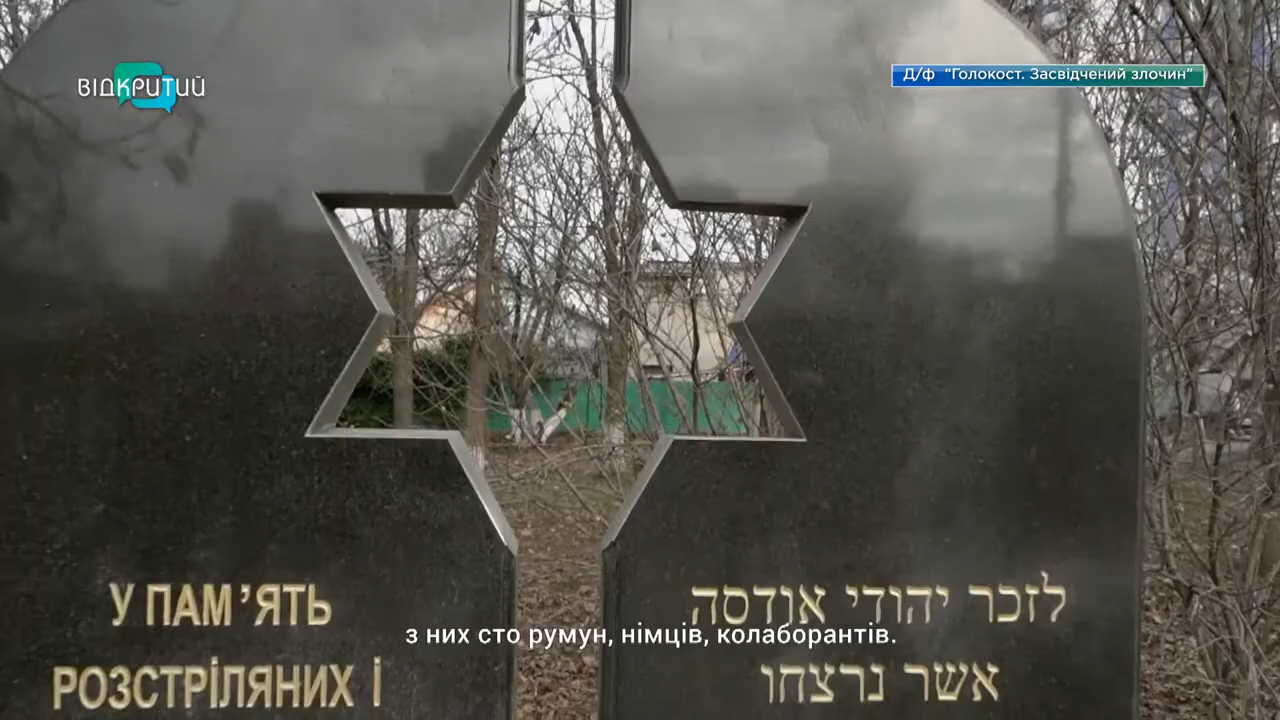 ВІДКРИТИЙ
Д/ф “Голокост. Засвідчений злочин”
У ПАМ’ЯТЬ
РОЗСТРІЛЯНИХ І
לזכר יהודי אודסה
אשר נרצחו
з них сто румун, німців, колаборантів.